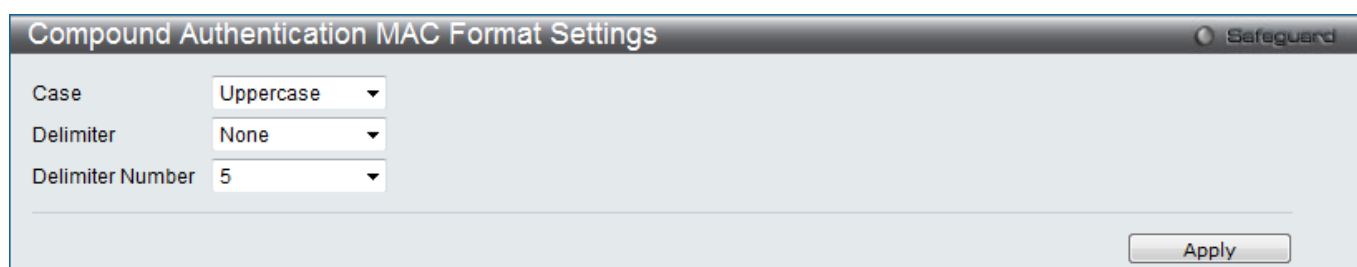 Compound Authentication MAC Format Settings
Safeguard
Case Uppercase
Delimiter None
Delimiter Number 5
Apply